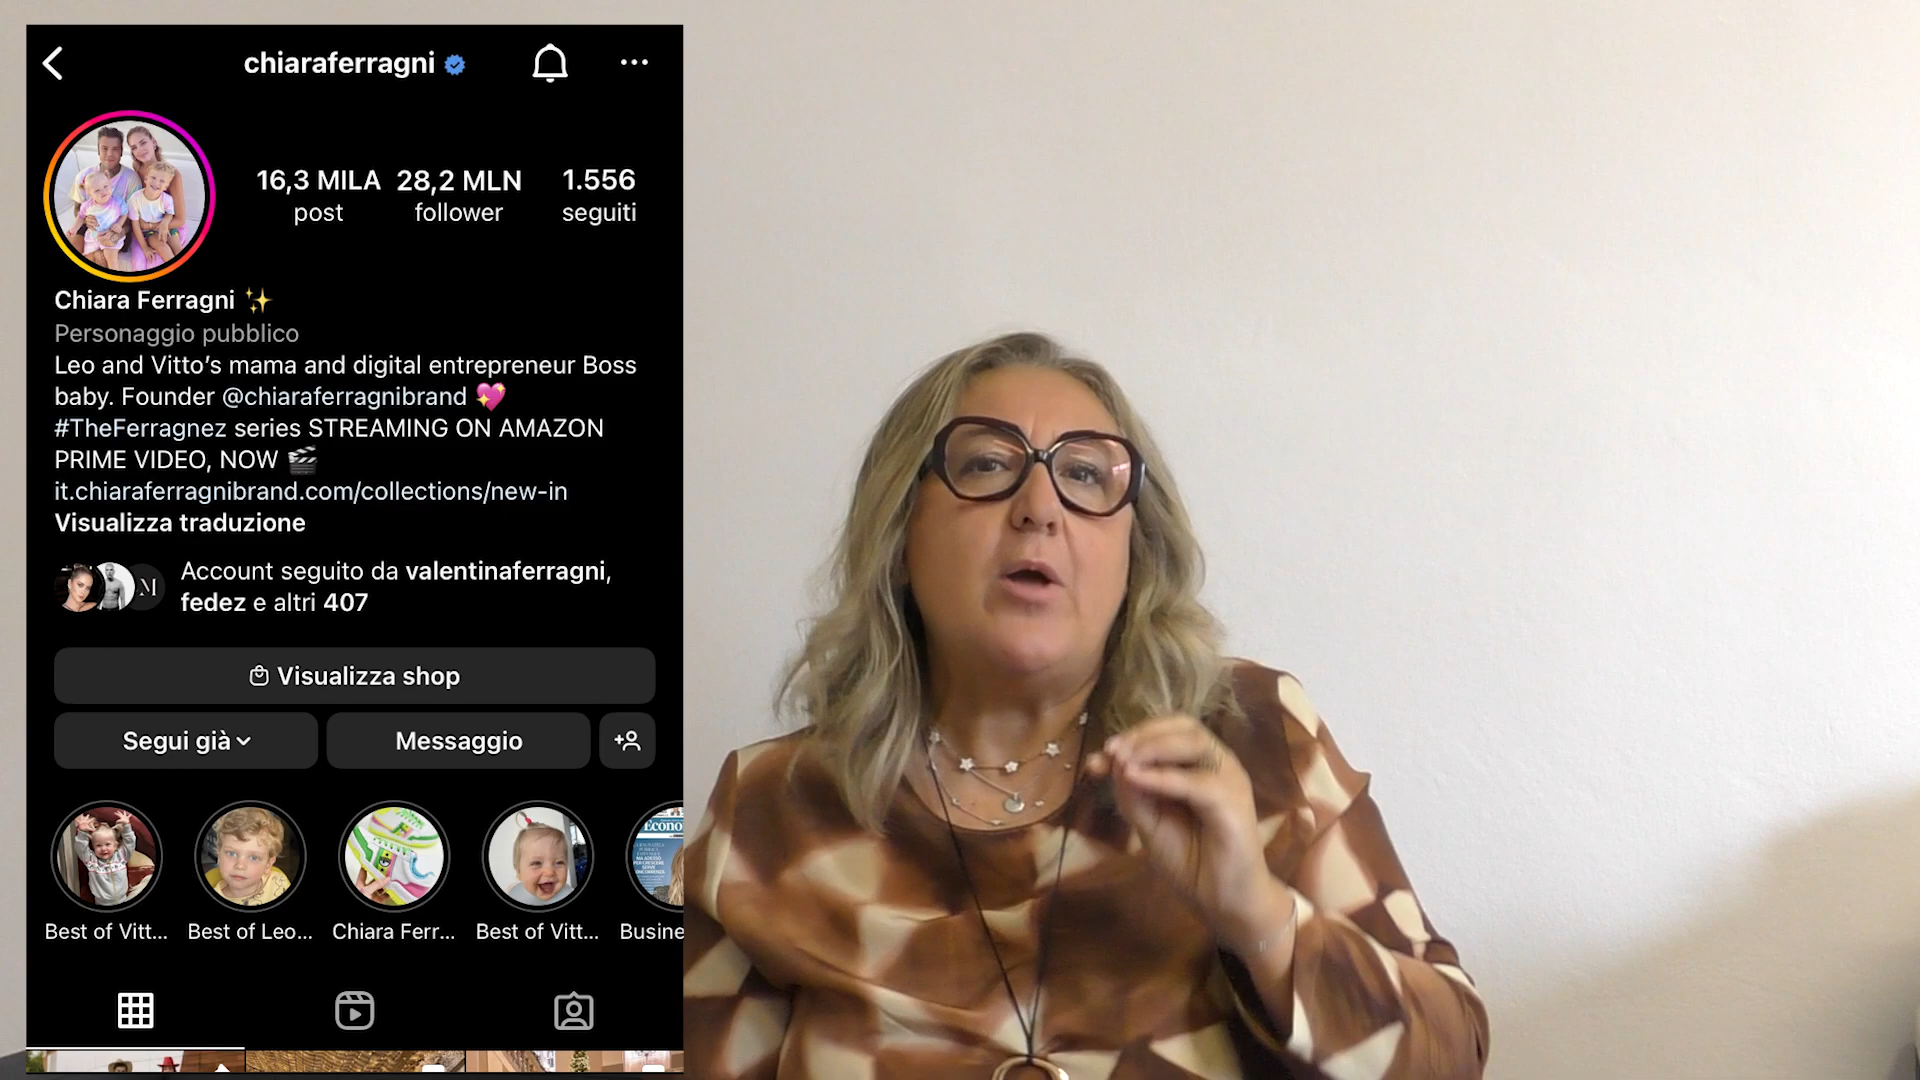 chiaraferragni
16,3 MILA 28,2 MLN 1.556
post follower seguiti
Chiara Ferragni ✨
Personaggio pubblico
Leo and Vitto’s mama and digital entrepreneur Boss
baby. Founder @chiaraferragnibrand 💖
#TheFerragnez series STREAMING ON AMAZON
PRIME VIDEO, NOW 🎬
it.chiaraferragnibrand.com/collections/new-in
Visualizza traduzione
M
Account seguito da valentinaferragni,
fedez e altri 407
Visualizza shop
Segui già Messaggio
Econo
Best of Vitt... Best of Leo... Chiara Ferr... Best of Vitt... Busine